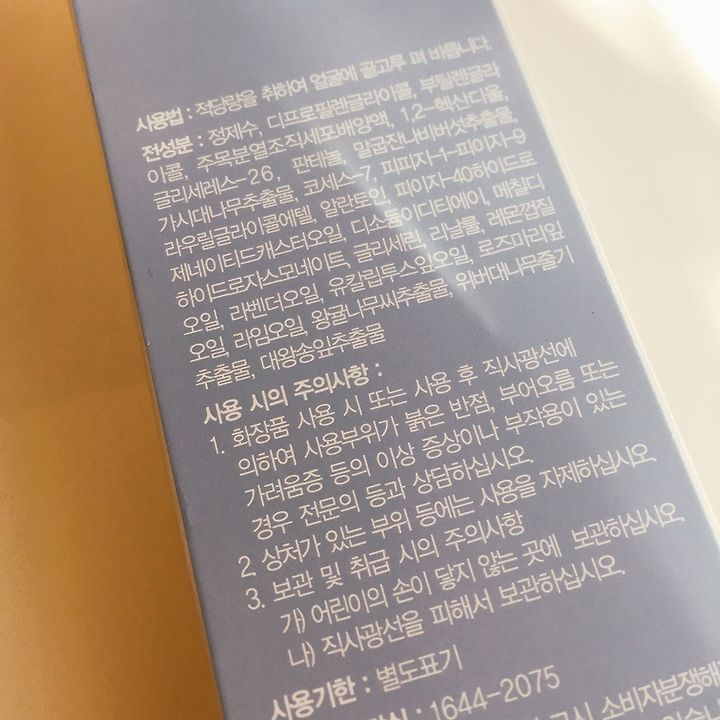 사용법 : 적당량을 취하여 얼굴에 골고루 펴 바릅니다.
전성분 : 정제수, 디프로필렌글라이콜, 부틸렌글라
이콜, 주목분열조직세포배양액, 1,2-헥산디올,
글리세레스-26, 판테놀, 말굽잔나비버섯추출물,
가시대나무추출물, 코세스-7, 피피지-1-피이지-9
라우릴글라이콜에텔, 알란토인, 피이지-40하이드로
제네이티드캐스터오일, 디소듐이디티에이, 메칠디
하이드로자스모네이트, 글리세린, 리날룰, 레몬껍질
오일, 라벤더오일, 유칼립투스잎오일, 로즈마리잎
오일, 라임오일, 왕귤나무씨추출물, 위버대나무줄기
추출물, 대왕송잎추출물
사용 시의 주의사항 :
1. 화장품 사용 시 또는 사용 후 직사광선에
의하여 사용부위가 붉은 반점, 부어오름 또는
가려움증 등의 이상 증상이나 부작용이 있는
경우 전문의 등과 상담하십시오.
2. 상처가 있는 부위 등에는 사용을 자제하십시오.
3. 보관 및 취급 시의 주의사항
가) 어린이의 손이 닿지 않는 곳에 보관하십시오.
나) 직사광선을 피해서 보관하십시오.
사용기한 : 별도표기
: 1644-2075
소비자분쟁해